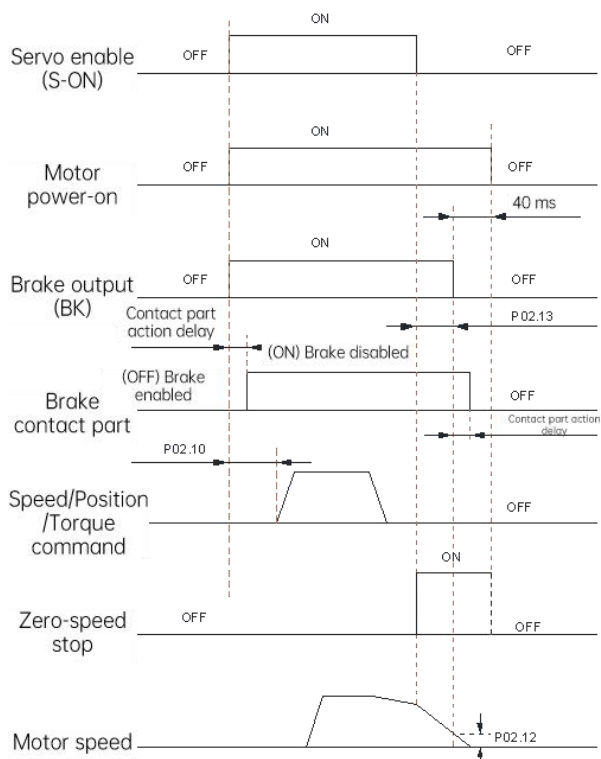 ON
Servo enable
(S-ON)
OFF
OFF
ON
Motor
power-on
OFF
OFF
40 ms
ON
Brake output
(BK)
OFF
OFF
Contact part
action delay
P02.13
(ON) Brake disabled
(OFF) Brake
enabled
Brake
contact part
OFF
Contact part action
delay
P02.10
Speed/Position
/Torque
command
OFF
ON
Zero-speed
stop
OFF
OFF
Motor speed
P02.12